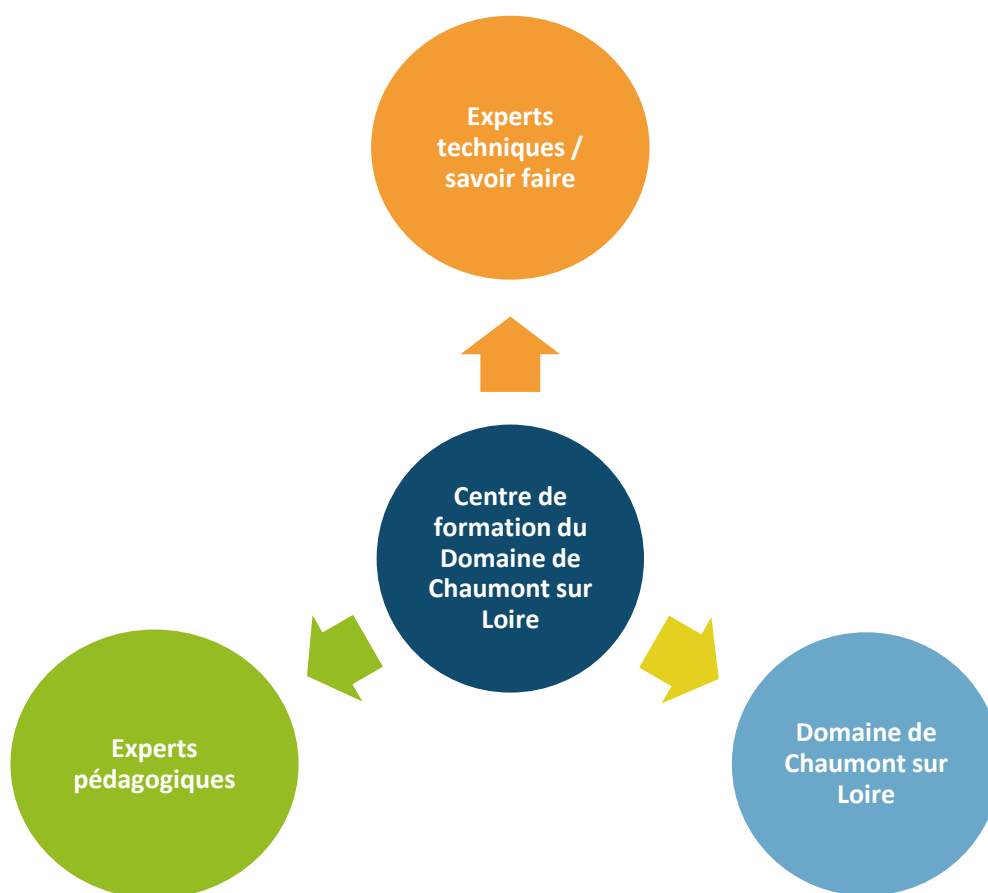 Experts
techniques /
savoir faire
Centre de
formation du
Domaine de
Chaumont sur
Loire
Experts
pédagogiques
Domaine de
Chaumont sur
Loire